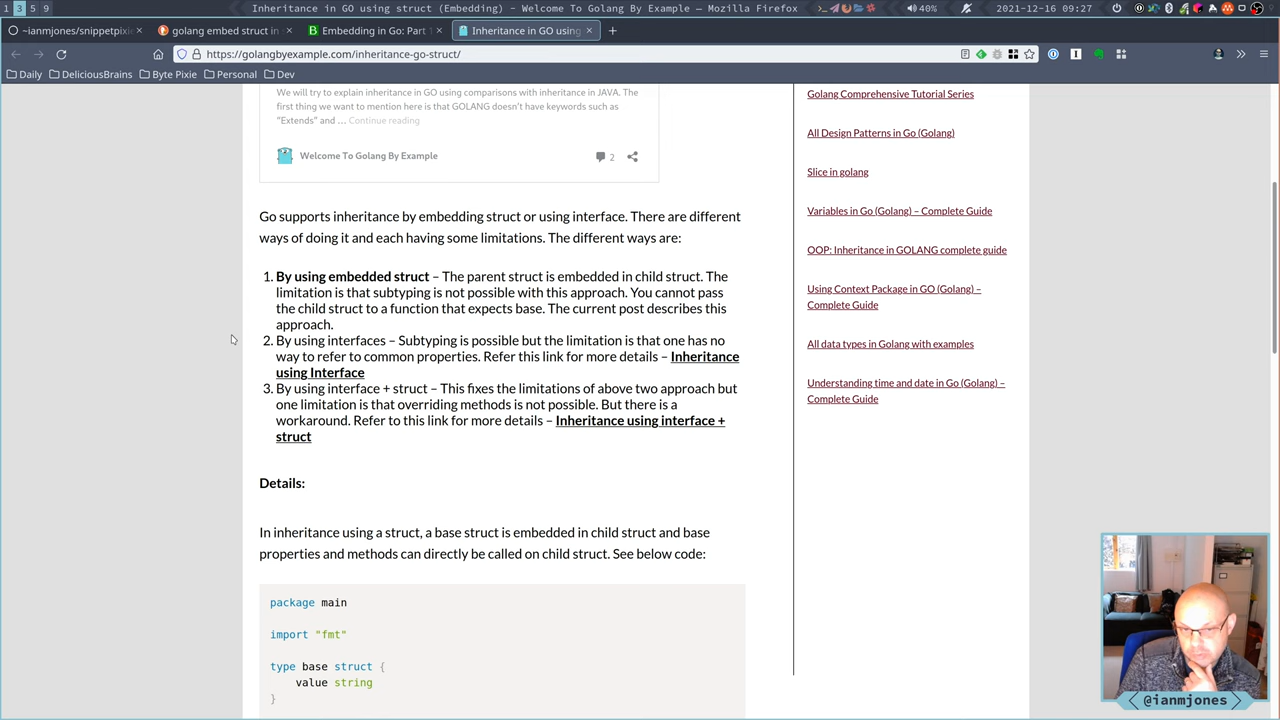 1 3 5 9
Inheritance in GO using struct (Embedding) - Welcome To Golang By Example — Mozilla Firefox
40%
2021-12-16 09:27
~ianmjones/snippetpixie
golang embed struct in
Embedding in Go: Part 1
Inheritance in GO using
https://golangbyexample.com/inheritance-go-struct/
Daily
DeliciousBrains
Byte Pixie
Personal
Dev
We will try to explain inheritance in GO using comparisons with inheritance in JAVA. The
first thing we want to mention here is that GOLANG doesn't have keywords such as
"Extends" and ... Continue reading
Welcome To Golang By Example
2
Go supports inheritance by embedding struct or using interface. There are different
ways of doing it and each having some limitations. The different ways are:
1. By using embedded struct – The parent struct is embedded in child struct. The
limitation is that subtyping is not possible with this approach. You cannot pass
the child struct to a function that expects base. The current post describes this
approach.
2. By using interfaces – Subtyping is possible but the limitation is that one has no
way to refer to common properties. Refer this link for more details – Inheritance
using Interface
3. By using interface + struct – This fixes the limitations of above two approach but
one limitation is that overriding methods is not possible. But there is a
workaround. Refer to this link for more details – Inheritance using interface +
struct
Details:
In inheritance using a struct, a base struct is embedded in child struct and base
properties and methods can directly be called on child struct. See below code:
package main
import "fmt"
type base struct {
value string
}
Golang Comprehensive Tutorial Series
All Design Patterns in Go (Golang)
Slice in golang
Variables in Go (Golang) – Complete Guide
OOP: Inheritance in GOLANG complete guide
Using Context Package in GO (Golang) –
Complete Guide
All data types in Golang with examples
Understanding time and date in Go (Golang) –
Complete Guide
@ianmjones